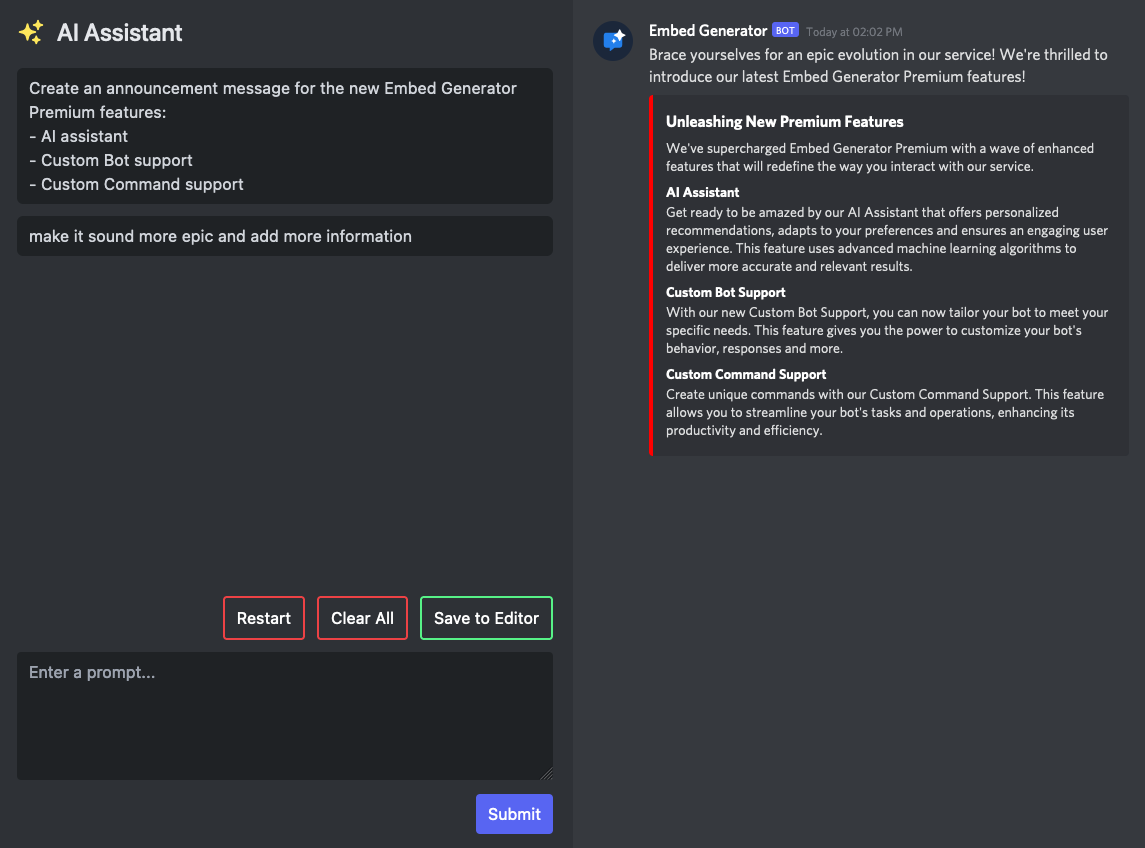 AI Assistant
Create an announcement message for the new Embed Generator
Premium features:
- AI assistant
- Custom Bot support
- Custom Command support
make it sound more epic and add more information
Restart
Clear All
Save to Editor
Enter a prompt...
Submit
Embed Generator BOT Today at 02:02 PM
Brace yourselves for an epic evolution in our service! We're thrilled to
introduce our latest Embed Generator Premium features!
Unleashing New Premium Features
We've supercharged Embed Generator Premium with a wave of enhanced
features that will redefine the way you interact with our service.
AI Assistant
Get ready to be amazed by our AI Assistant that offers personalized
recommendations, adapts to your preferences and ensures an engaging user
experience. This feature uses advanced machine learning algorithms to
deliver more accurate and relevant results.
Custom Bot Support
With our new Custom Bot Support, you can now tailor your bot to meet your
specific needs. This feature gives you the power to customize your bot's
behavior, responses and more.
Custom Command Support
Create unique commands with our Custom Command Support. This feature
allows you to streamline your bot's tasks and operations, enhancing its
productivity and efficiency.